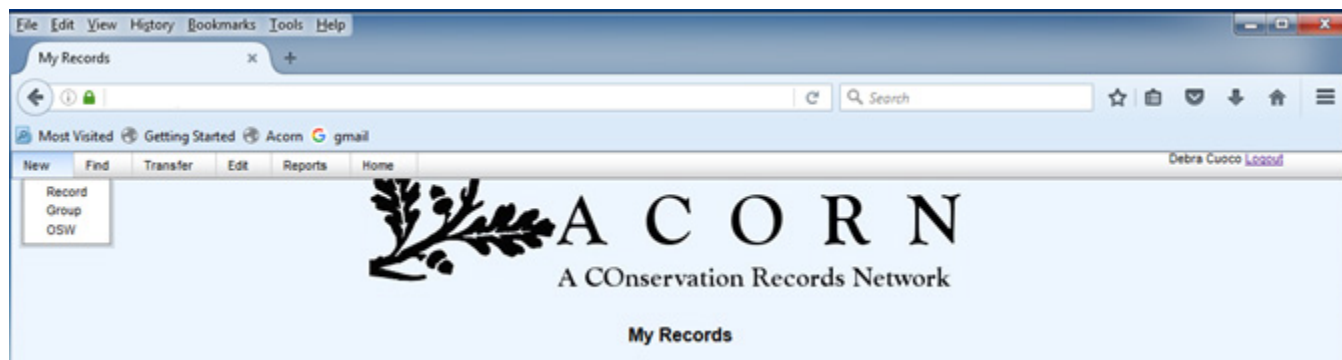 File Edit View History Bookmarks Tools Help
My Records
Search
Most Visited Getting Started Acorn gmail
New Find Transfer Edit Reports Home Debra Cuoco Logout
Record
Group
OSW
A C O R N
A COnservation Records Network
My Records